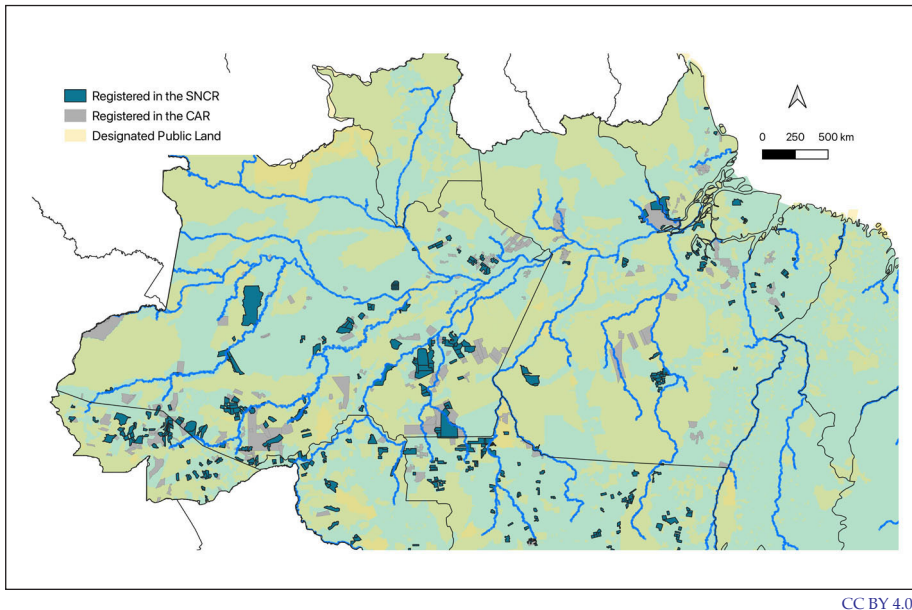 Registered in the SNCR
Registered in the CAR
Designated Public Land
0 250 500 km
CC BY 4.0